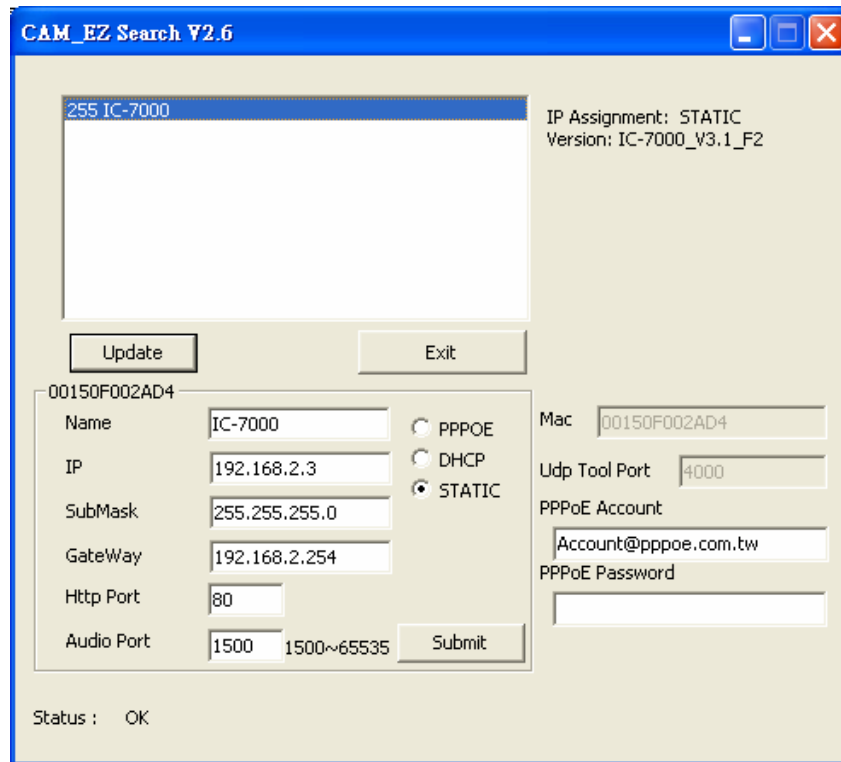 CAM_EZ Search V2.6
255 IC-7000
IP Assignment: STATIC
Version: IC-7000_V3.1_F2
Update
Exit
00150F002AD4
Name
IC-7000
IP
192.168.2.3
SubMask
255.255.255.0
GateWay
192.168.2.254
Http Port
80
Audio Port
1500
1500~65535
PPPOE
DHCP
STATIC
Submit
Mac
00150F002AD4
Udp Tool Port
4000
PPPoE Account
Account@pppoe.com.tw
PPPoE Password
Status : OK